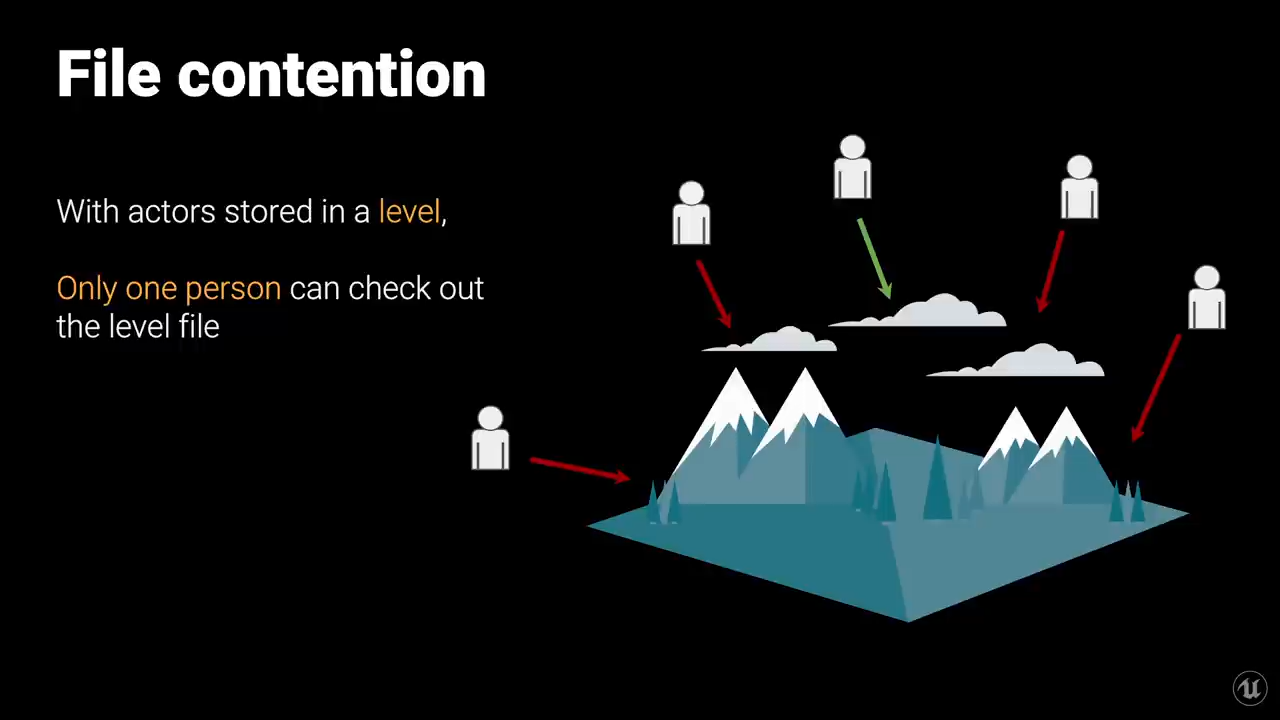 File contention
With actors stored in a level,
Only one person can check out
the level file